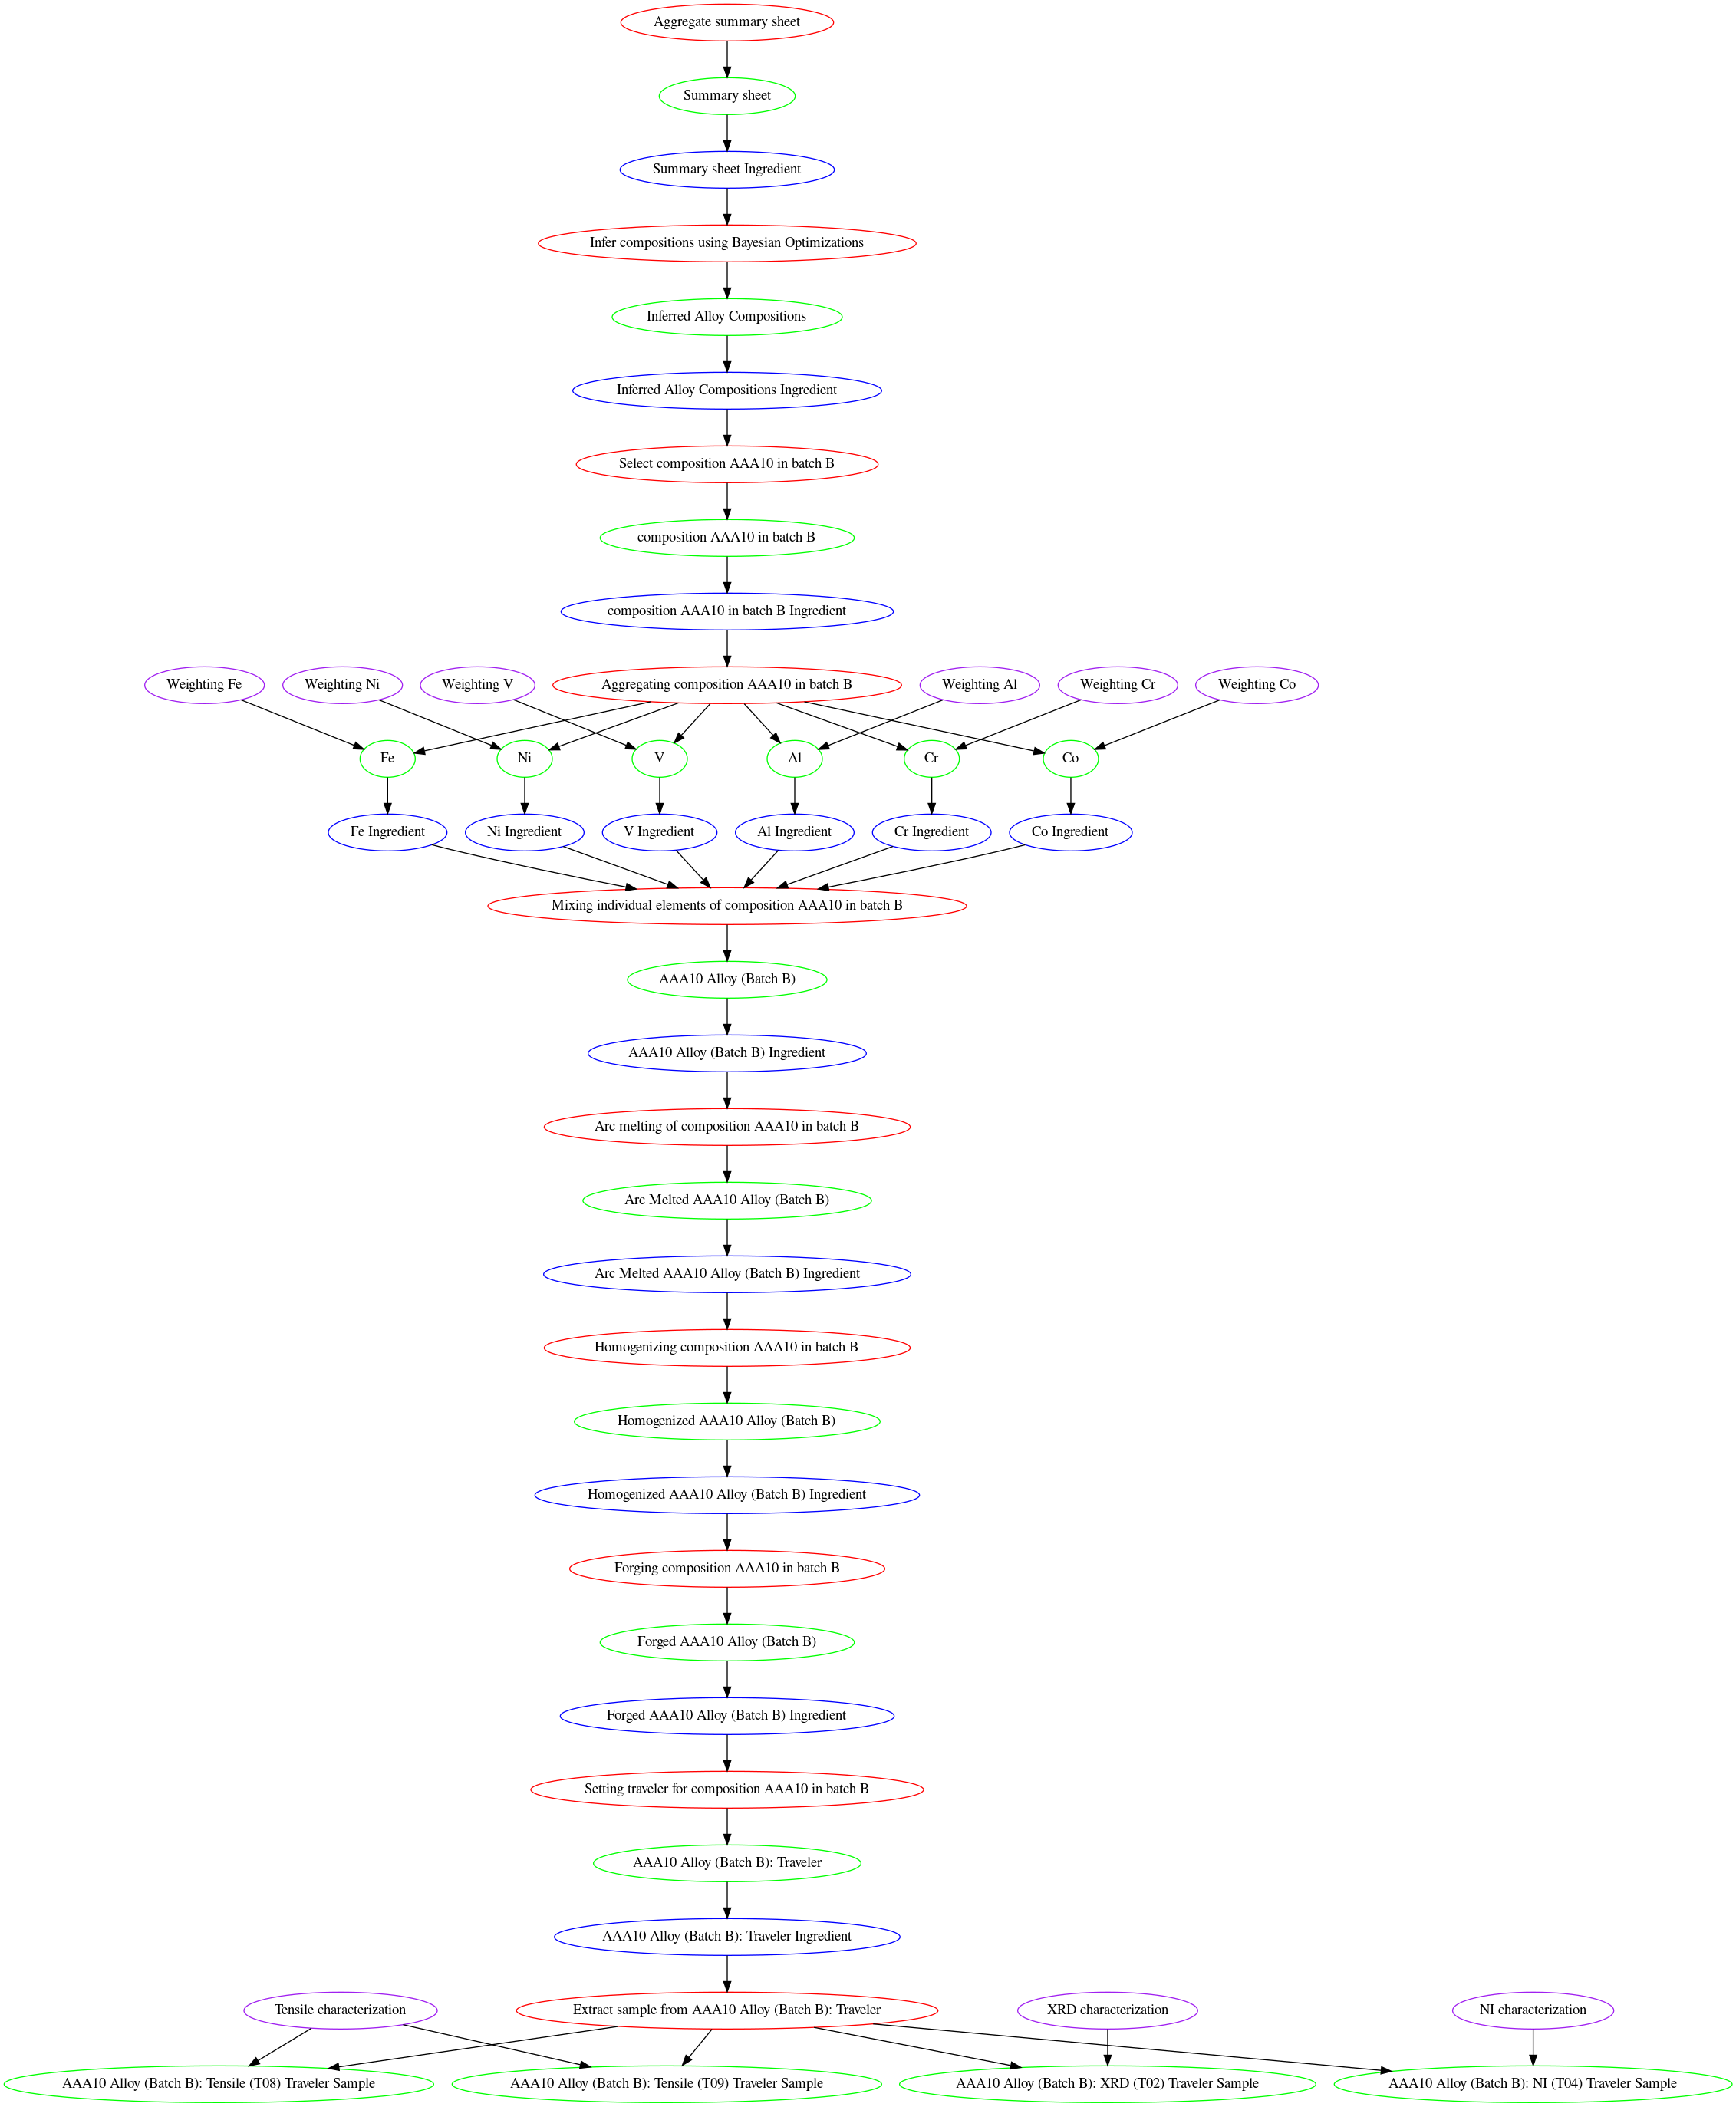 Aggregate summary sheet
Summary sheet
Summary sheet Ingredient
Infer compositions using Bayesian Optimizations
Inferred Alloy Compositions
Inferred Alloy Compositions Ingredient
Select composition AAA10 in batch B
composition AAA10 in batch B
composition AAA10 in batch B Ingredient
Weighting Fe
Weighting Ni
Weighting V
Aggregating composition AAA10 in batch B
Weighting Al
Weighting Cr
Weighting Co
Fe
Ni
V
Al
Cr
Co
Fe Ingredient
Ni Ingredient
V Ingredient
Al Ingredient
Cr Ingredient
Co Ingredient
Mixing individual elements of composition AAA10 in batch B
AAA10 Alloy (Batch B)
AAA10 Alloy (Batch B) Ingredient
Arc melting of composition AAA10 in batch B
Arc Melted AAA10 Alloy (Batch B)
Arc Melted AAA10 Alloy (Batch B) Ingredient
Homogenizing composition AAA10 in batch B
Homogenized AAA10 Alloy (Batch B)
Homogenized AAA10 Alloy (Batch B) Ingredient
Forging composition AAA10 in batch B
Forged AAA10 Alloy (Batch B)
Forged AAA10 Alloy (Batch B) Ingredient
Setting traveler for composition AAA10 in batch B
AAA10 Alloy (Batch B): Traveler
AAA10 Alloy (Batch B): Traveler Ingredient
Tensile characterization
Extract sample from AAA10 Alloy (Batch B): Traveler
XRD characterization
NI characterization
AAA10 Alloy (Batch B): Tensile (T08) Traveler Sample
AAA10 Alloy (Batch B): Tensile (T09) Traveler Sample
AAA10 Alloy (Batch B): XRD (T02) Traveler Sample
AAA10 Alloy (Batch B): NI (T04) Traveler Sample